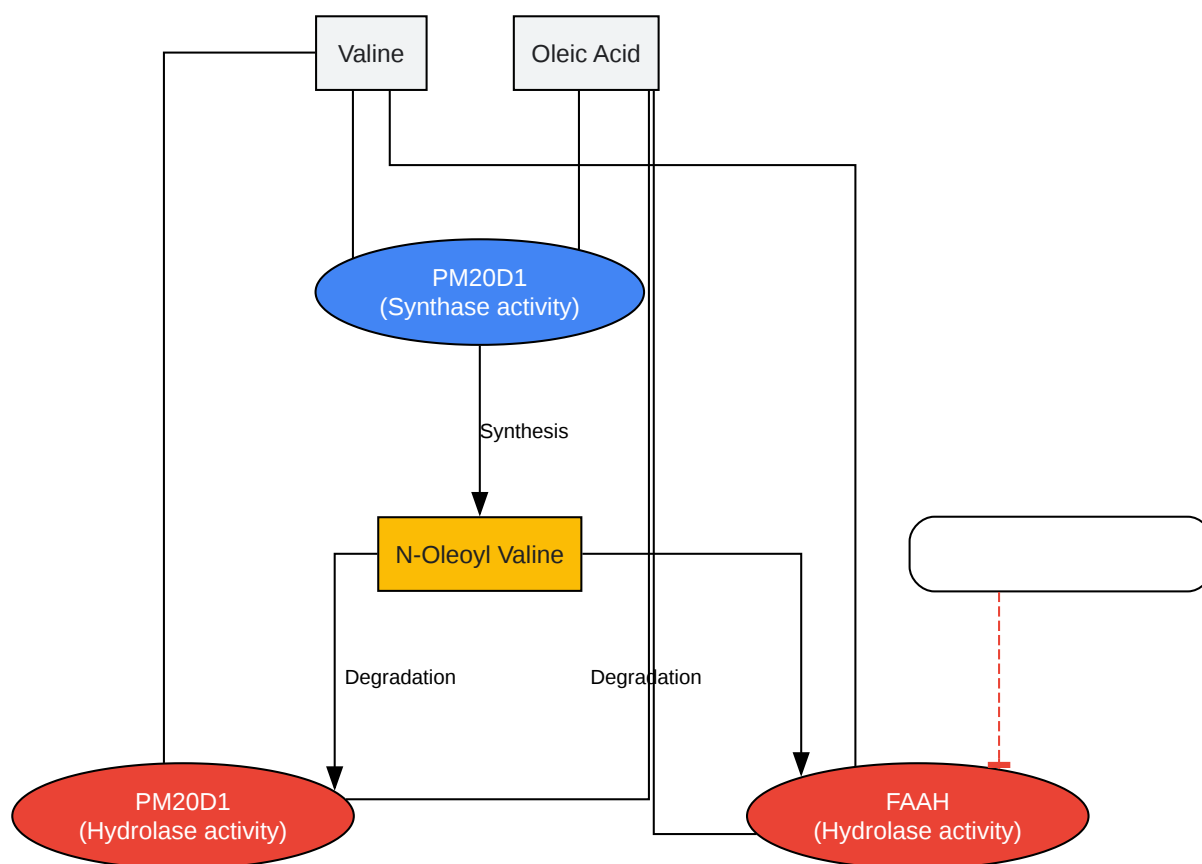 Valine
Oleic Acid
PM20D1
(Synthase activity)
Synthesis
N-Oleoyl Valine
Degradation
Degradation
PM20D1
(Hydrolase activity)
FAAH
(Hydrolase activity)